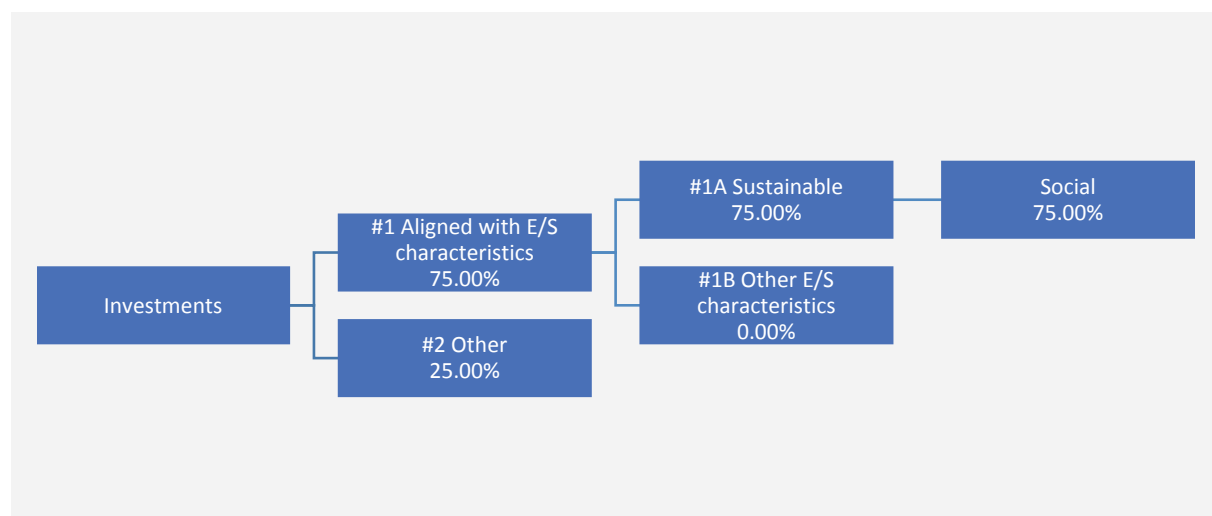 Investments
#1 Aligned with E/S
characteristics
75.00%
#2 Other
25.00%
#1A Sustainable
75.00%
#1B Other E/S
characteristics
0.00%
Social
75.00%